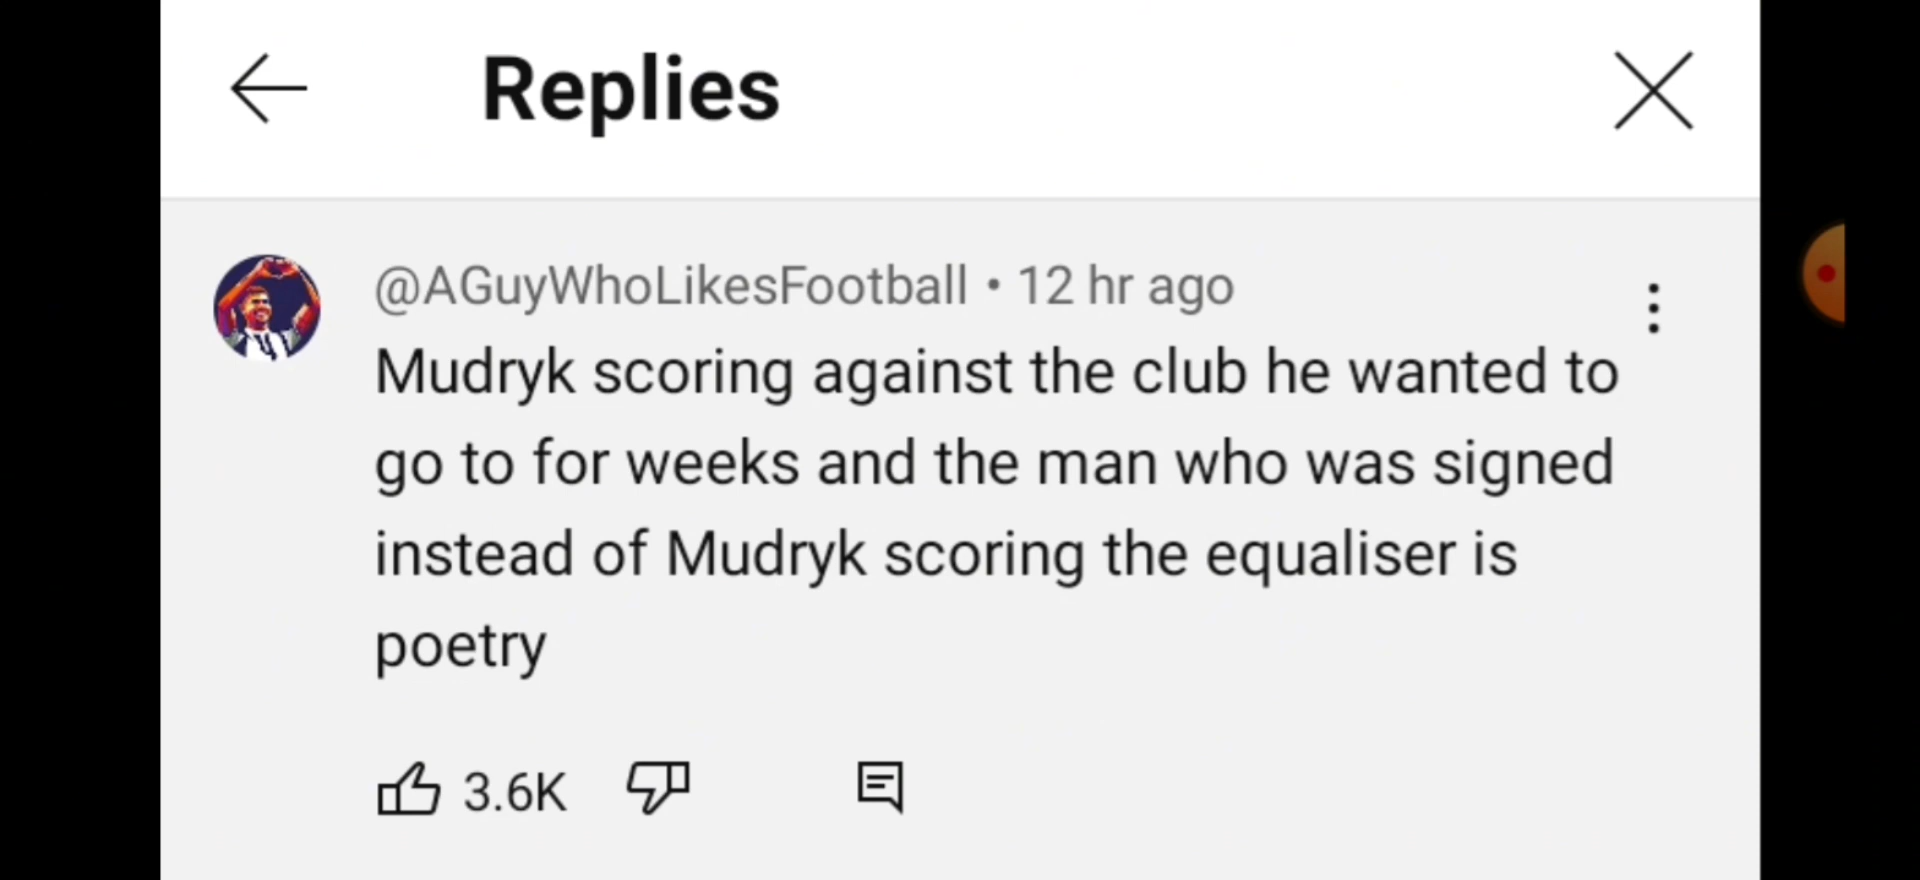 Replies
@AGuyWhoLikesFootball • 12 hr ago
Mudryk scoring against the club he wanted to
go to for weeks and the man who was signed
instead of Mudryk scoring the equaliser is
poetry
3.6K